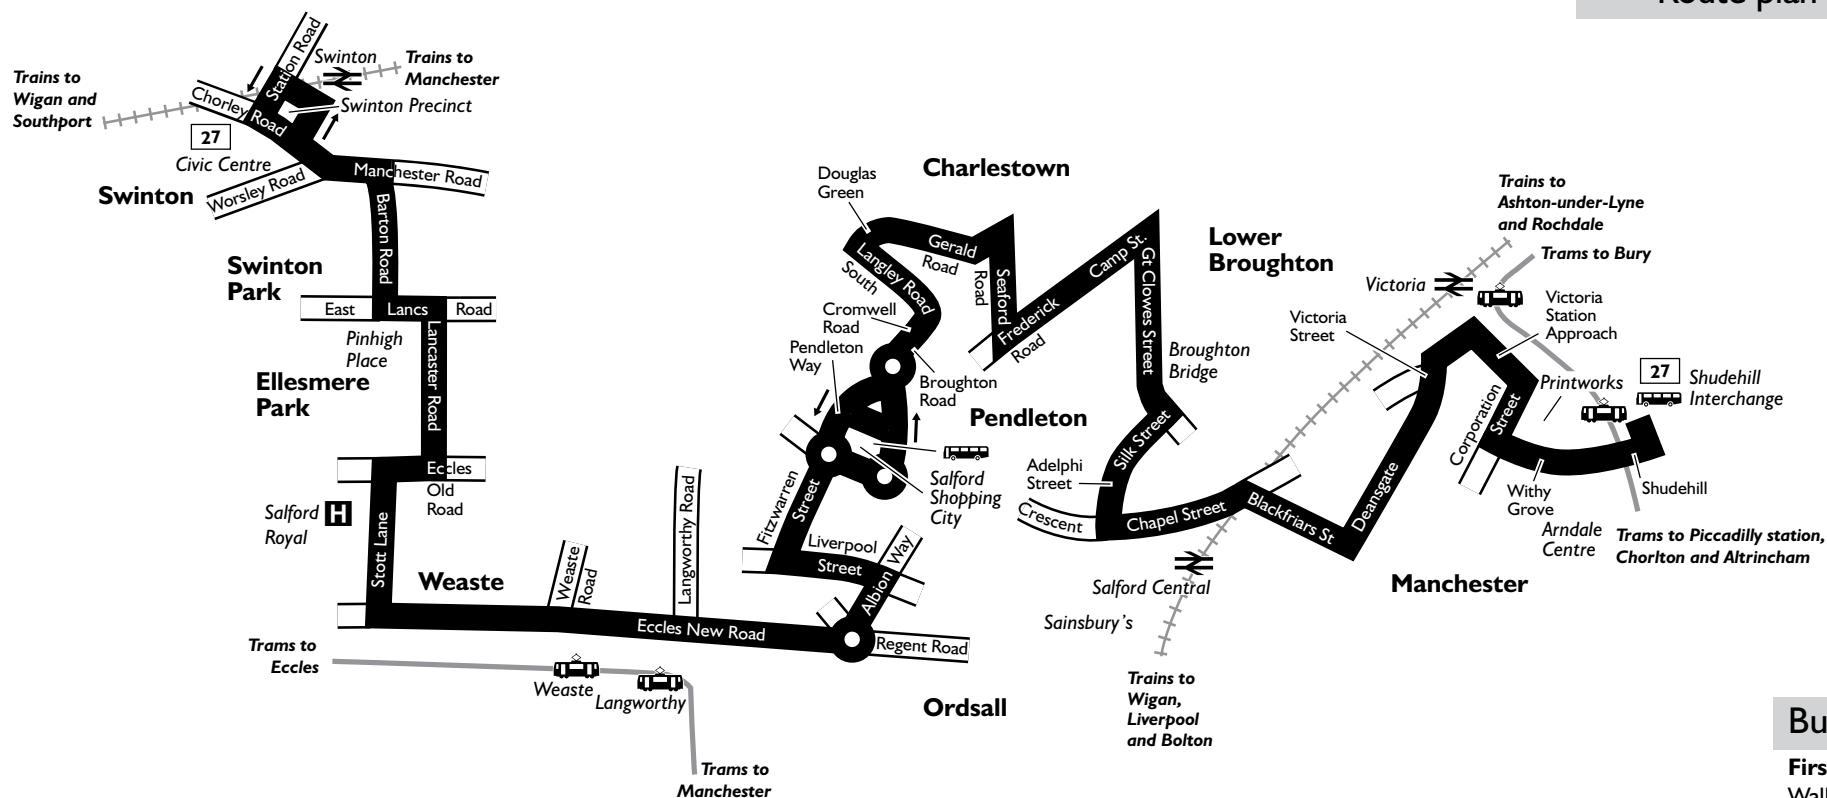 Route plan
Station Road
Swinton
Trains to
Manchester
Trains to
Wigan and
Southport
Chorley
Road
Swinton Precinct
27
Civic Centre
Swinton
Worsley Road
Manchester Road
Barton Road
Swinton
Park
East
Lancs
Road
Pinhigh
Place
Lancaster Road
Ellesmere
Park
Eccles
Old
Road
Salford
Royal
H
Stott Lane
Weaste
Weaste
Road
Langworthy Road
Eccles New Road
Regent Road
Trams to
Eccles
Weaste
Langworthy
Trams to
Manchester
Ordsall
Albion Way
Liverpool
Street
Fitzwarren
Street
Salford
Shopping
City
Pendleton
Pendleton
Way
Broughton
Road
Cromwell
Road
Langley Road
South
Douglas
Green
Charlestown
Gerald
Road
Seaford
Road
Frederick
Road
Camp St.
Gt Clowes Street
Lower
Broughton
Broughton
Bridge
Silk Street
Adelphi
Street
Crescent
Chapel Street
Blackfriars St
Salford Central
Sainsbury's
Trains to
Wigan,
Liverpool
and Bolton
Deansgate
Manchester
Victoria
Street
Victoria
Trains to
Ashton-under-Lyne
and Rochdale
Trams to Bury
Victoria
Station
Approach
Corporation
Street
Printworks
27
Shudehill
Interchange
Withy
Grove
Shudehill
Arndale
Centre
Trams to Piccadilly station,
Chorlton and Altrincham
Bu
Firs